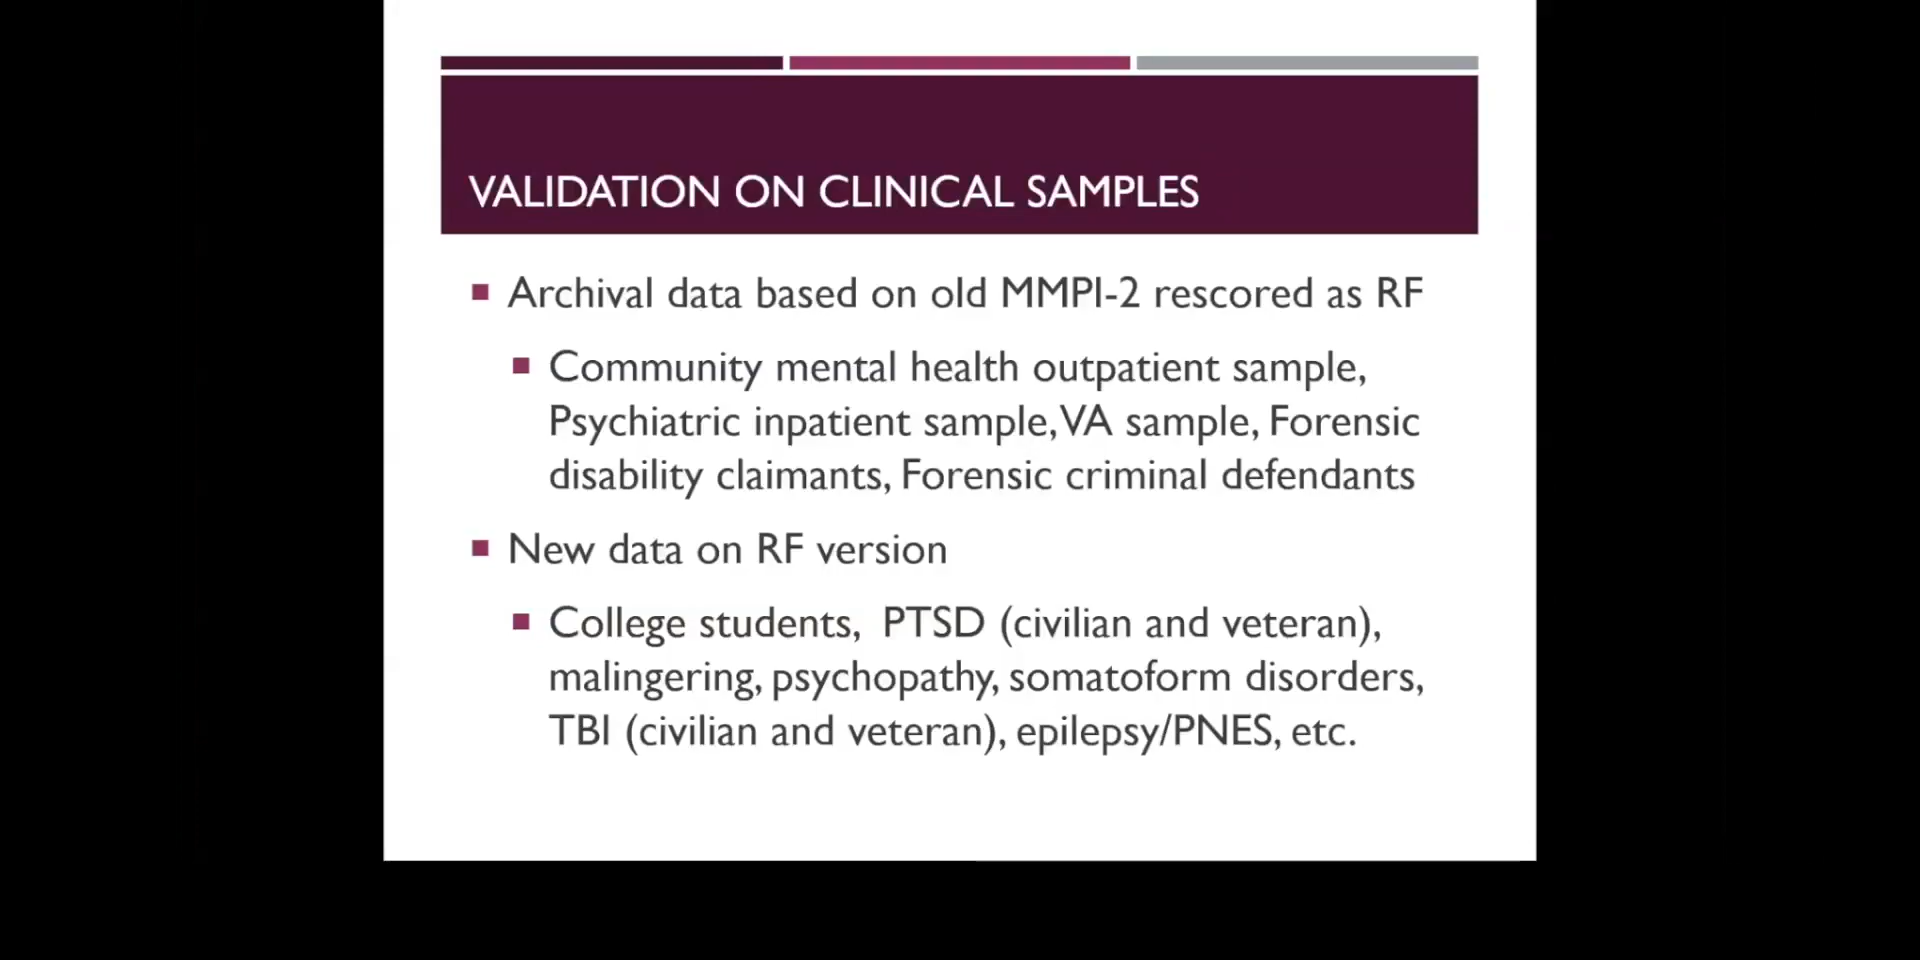 VALIDATION ON CLINICAL SAMPLES
Archival data based on old MMPI-2 rescored as RF
Community mental health outpatient sample,
Psychiatric inpatient sample, VA sample, Forensic
disability claimants, Forensic criminal defendants
New data on RF version
College students, PTSD (civilian and veteran),
malingering, psychopathy, somatoform disorders,
TBI (civilian and veteran), epilepsy/PNES, etc.